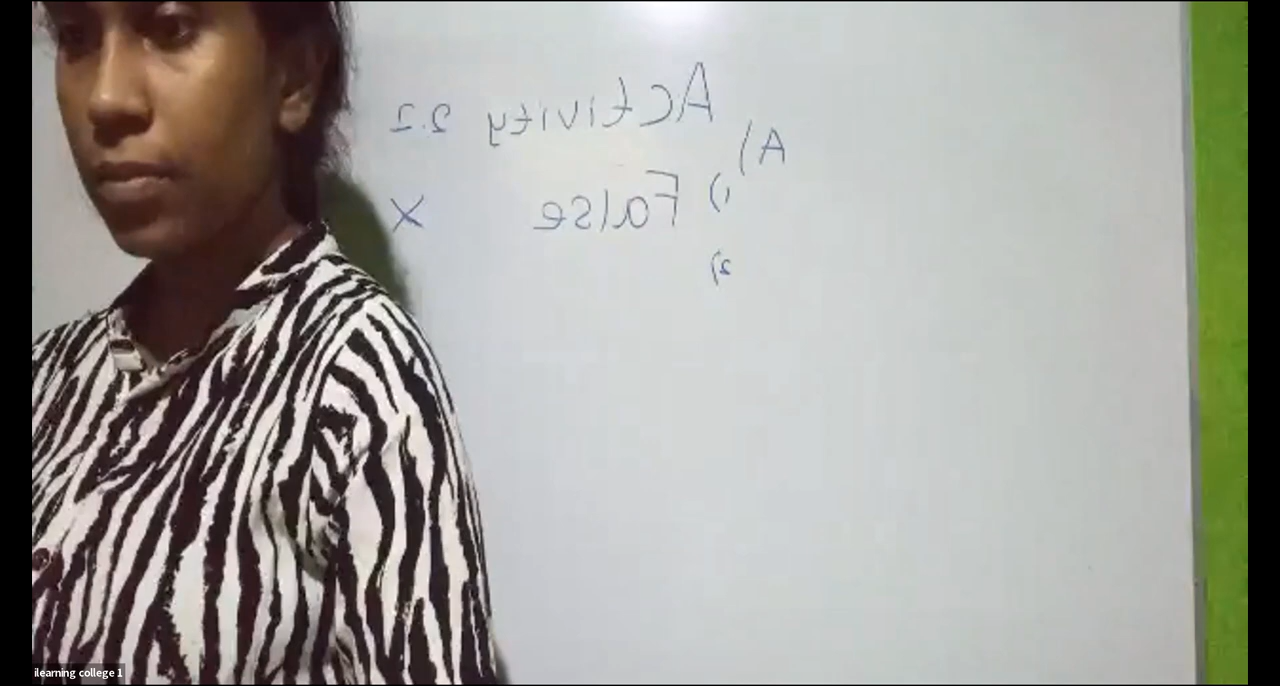 Activity 2.2
A)
1) False X
2)
ilearning college 1